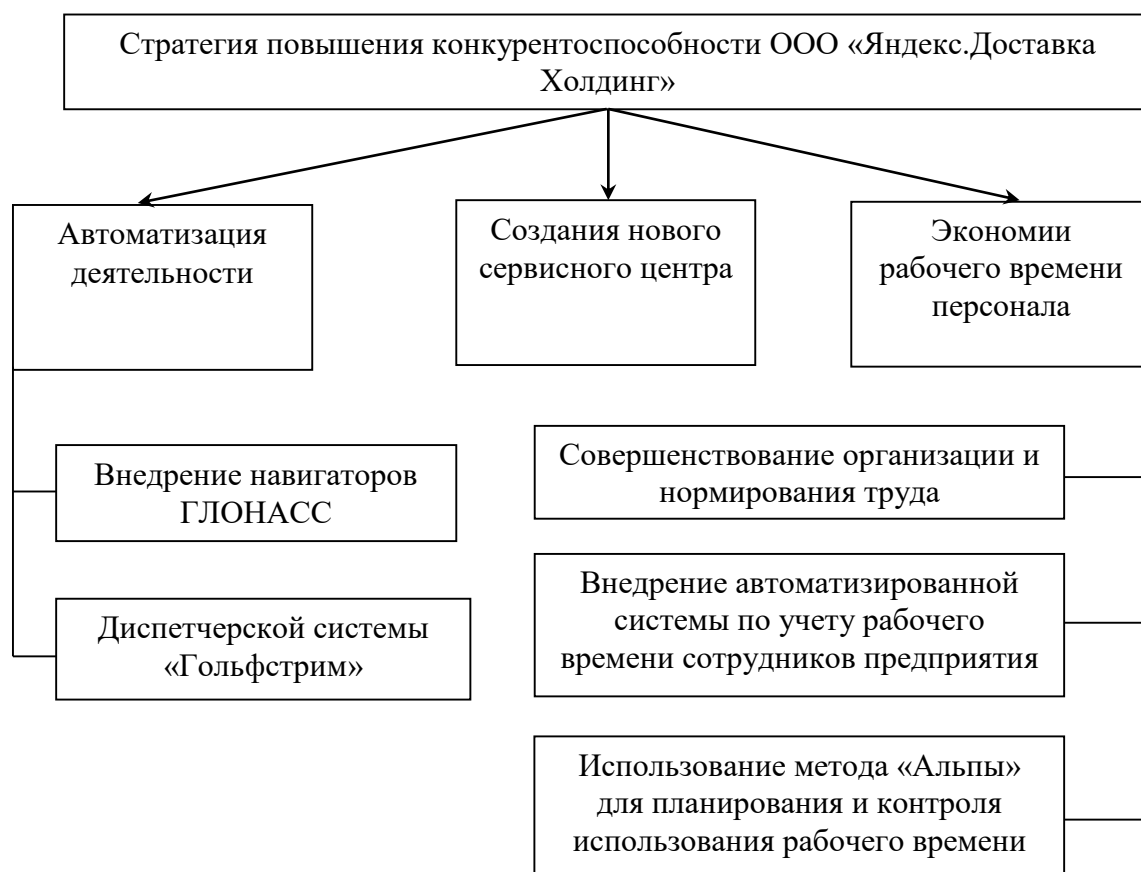 Стратегия повышения конкурентоспособности ООО «Яндекс.Доставка
Холдинг»
Автоматизация
деятельности
Создания нового
сервисного центра
Экономии
рабочего времени
персонала
Внедрение навигаторов
ГЛОНАСС
Диспетчерской системы
«Гольфстрим»
Совершенствование организации и
нормирования труда
Внедрение автоматизированной
системы по учету рабочего
времени сотрудников предприятия
Использование метода «Альпы»
для планирования и контроля
использования рабочего времени